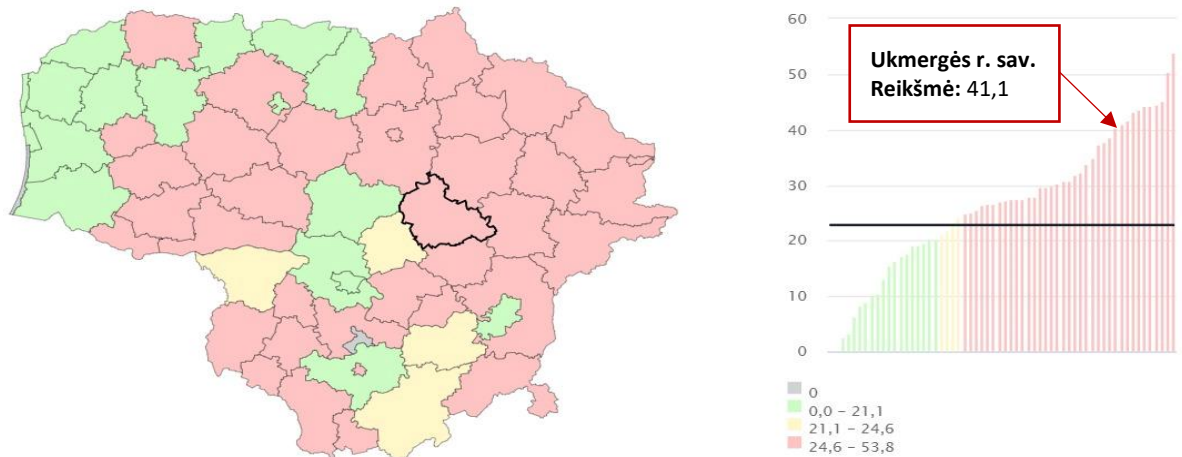 60
50
40
30
20
10
0
Ukmergės r. sav.
Reikšmė: 41,1
0
0,0 – 21,1
21,1 – 24,6
24,6 – 53,8